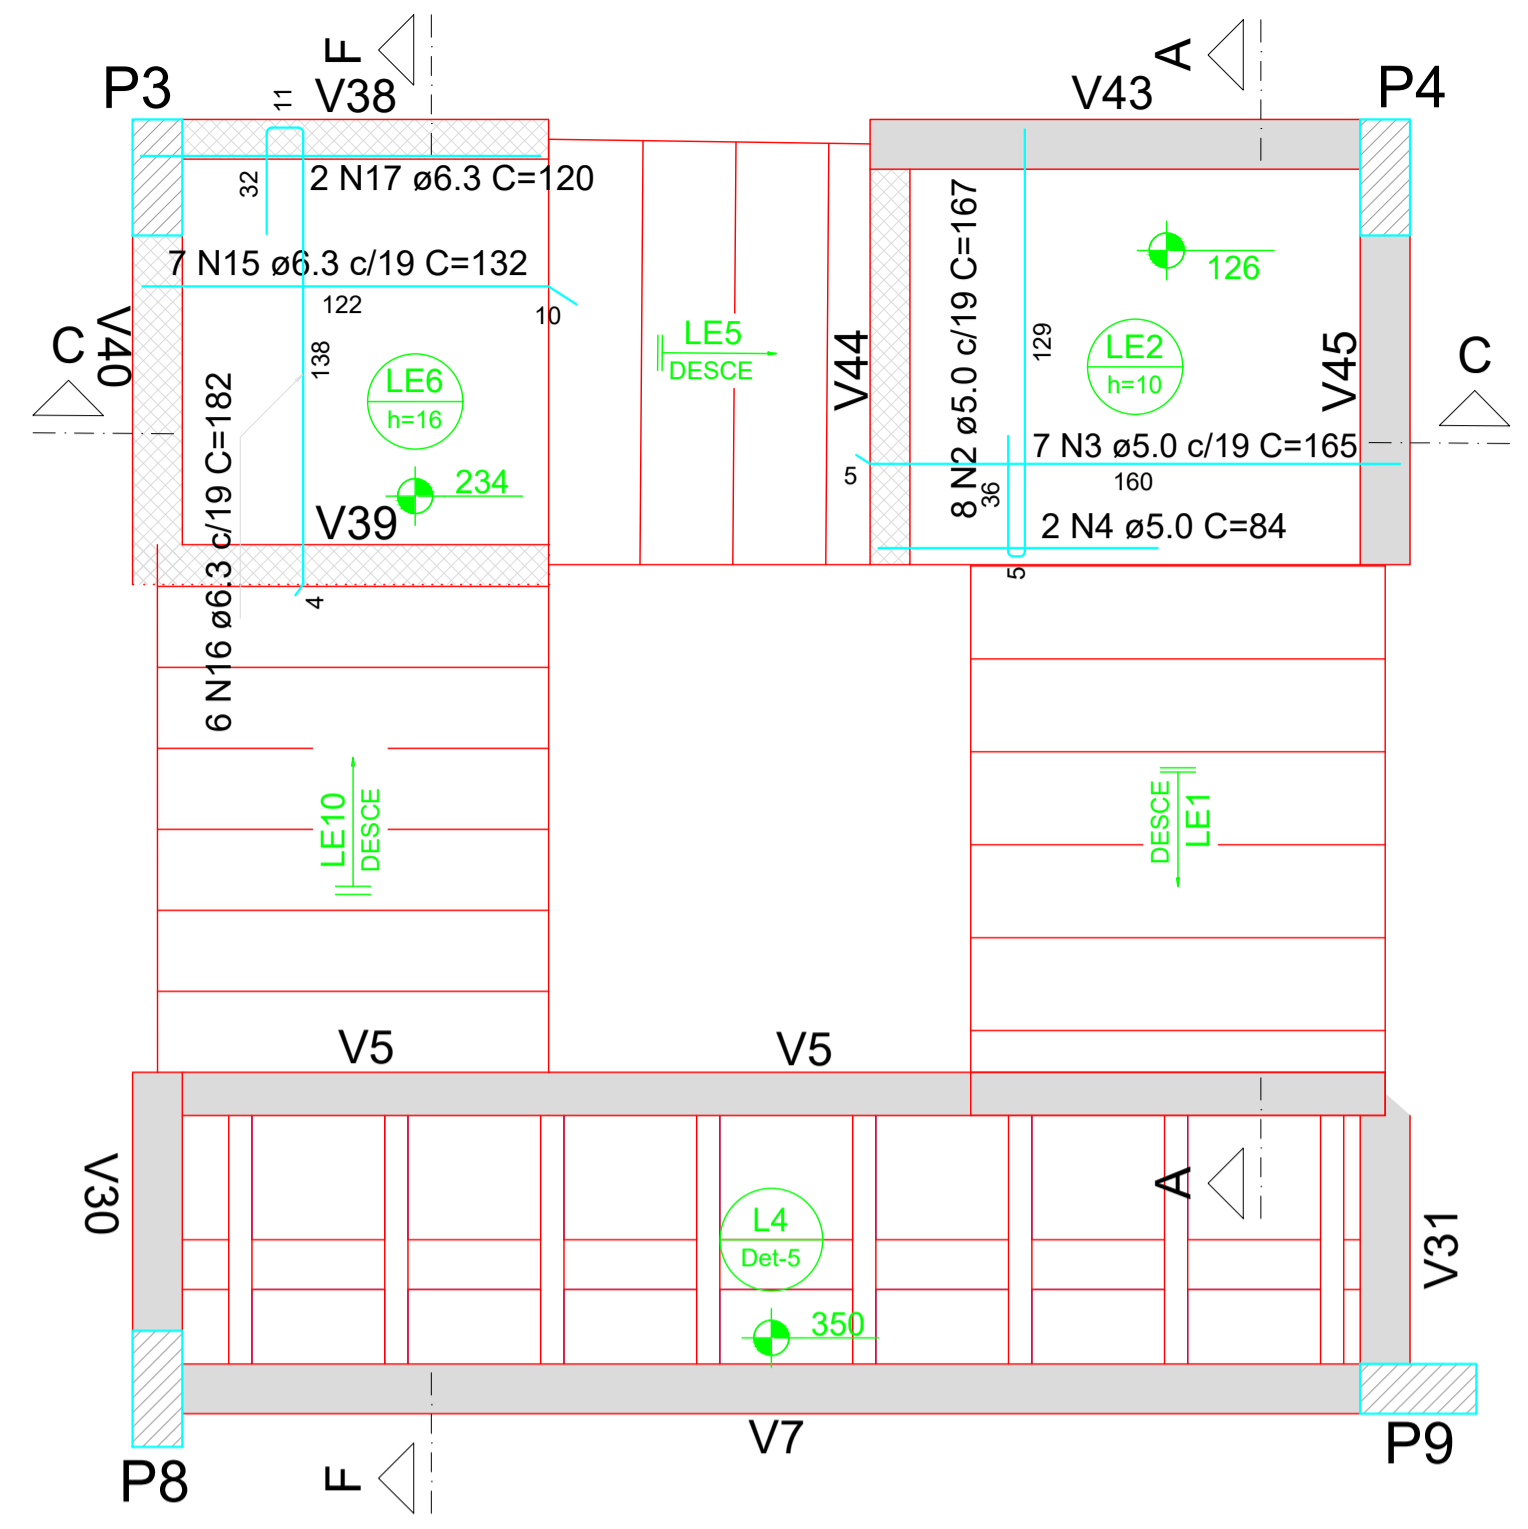 F
A
P3
11
V38
V43
P4
32
2 N17 ø6.3 C=120
7 N15 ø6.3 c/19 C=132
122
10
V40
C
138
LE6
h=16
234
V39
6 N16 ø6.3 c/19 C=182
4
LE5
DESCE
V44
8 N2 ø5.0 c/19 C=167
129
126
LE2
h=10
V45
C
7 N3 ø5.0 c/19 C=165
160
5
36
2 N4 ø5.0 C=84
5
LE10
DESCE
DESCE
LE1
V5
V5
V30
A
L4
Det-5
350
V31
V7
P8
F
P9